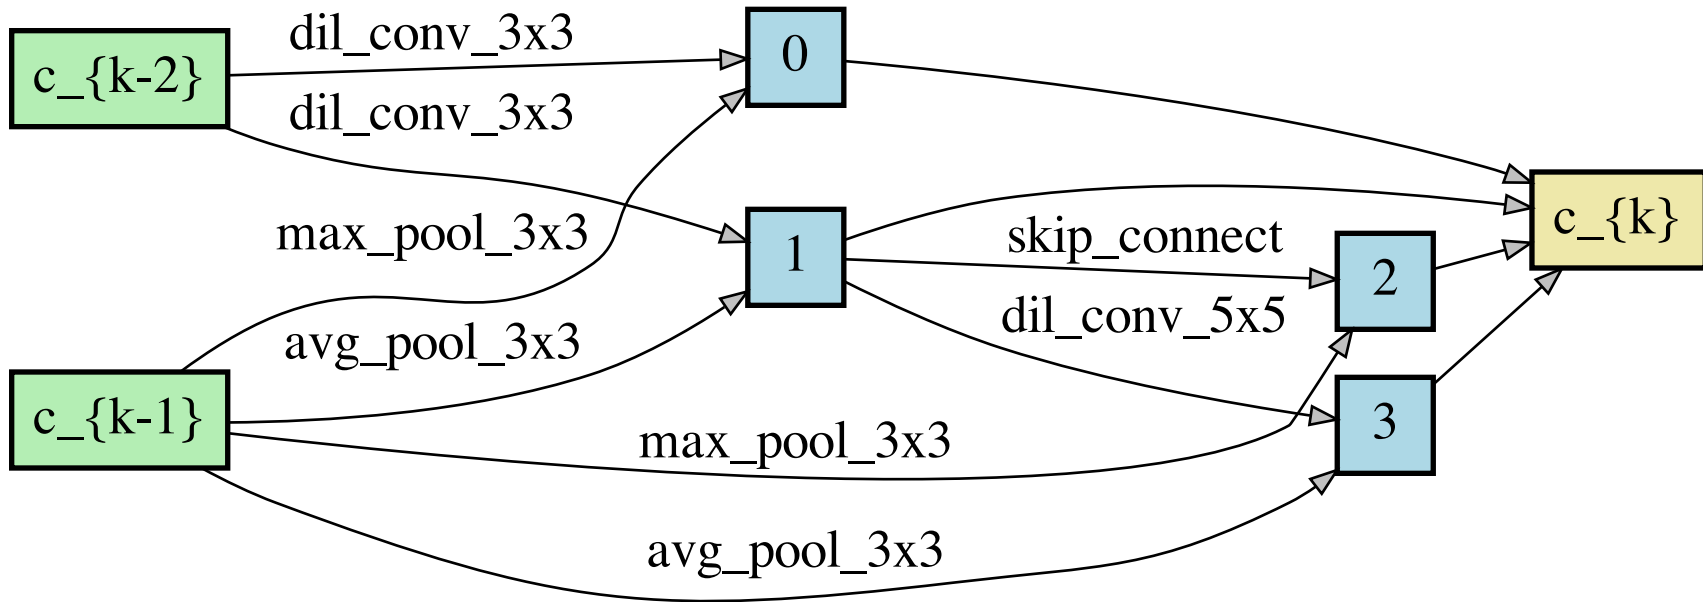 dil_conv_3x3
0
c_{k-2}
dil_conv_3x3
max_pool_3x3
1
skip_connect
c_{k}
2
dil_conv_5x5
avg_pool_3x3
c_{k-1}
max_pool_3x3
3
avg_pool_3x3